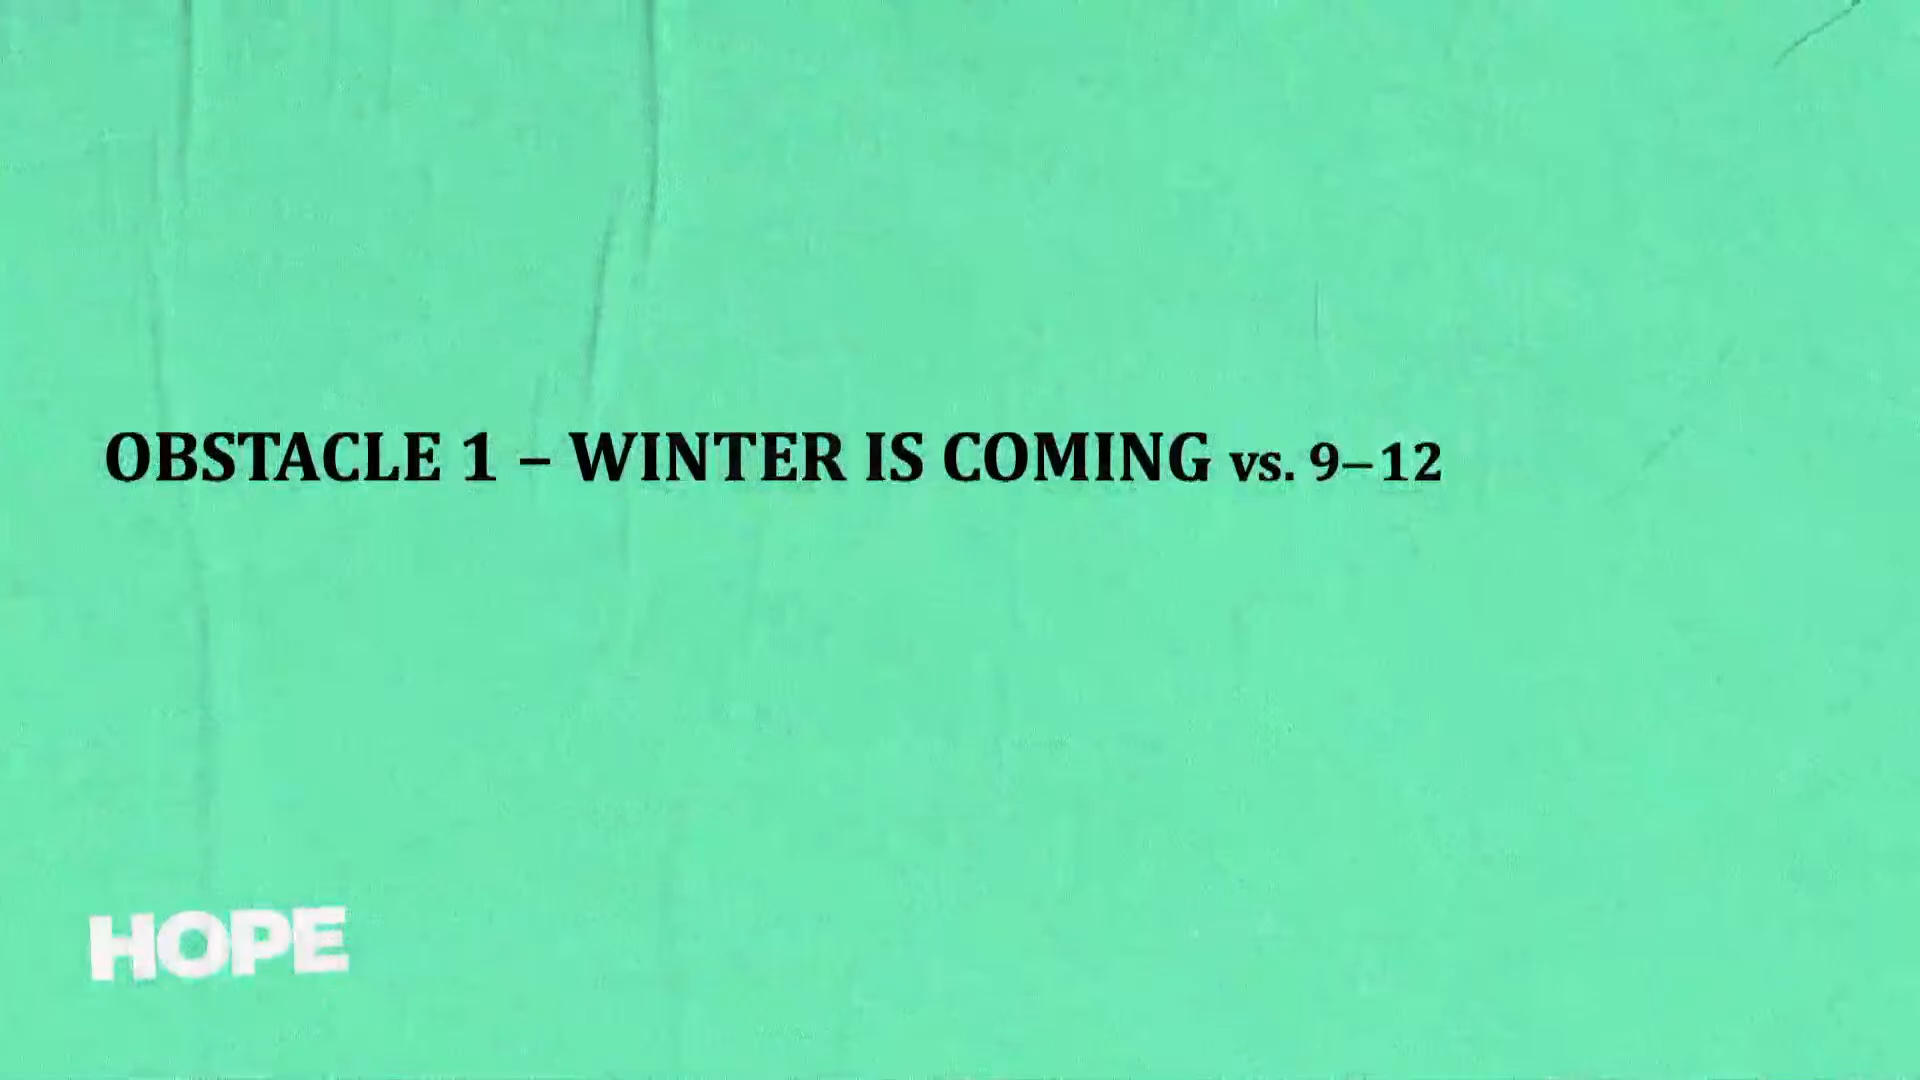 OBSTACLE 1 – WINTER IS COMING vs. 9–12
HOPE